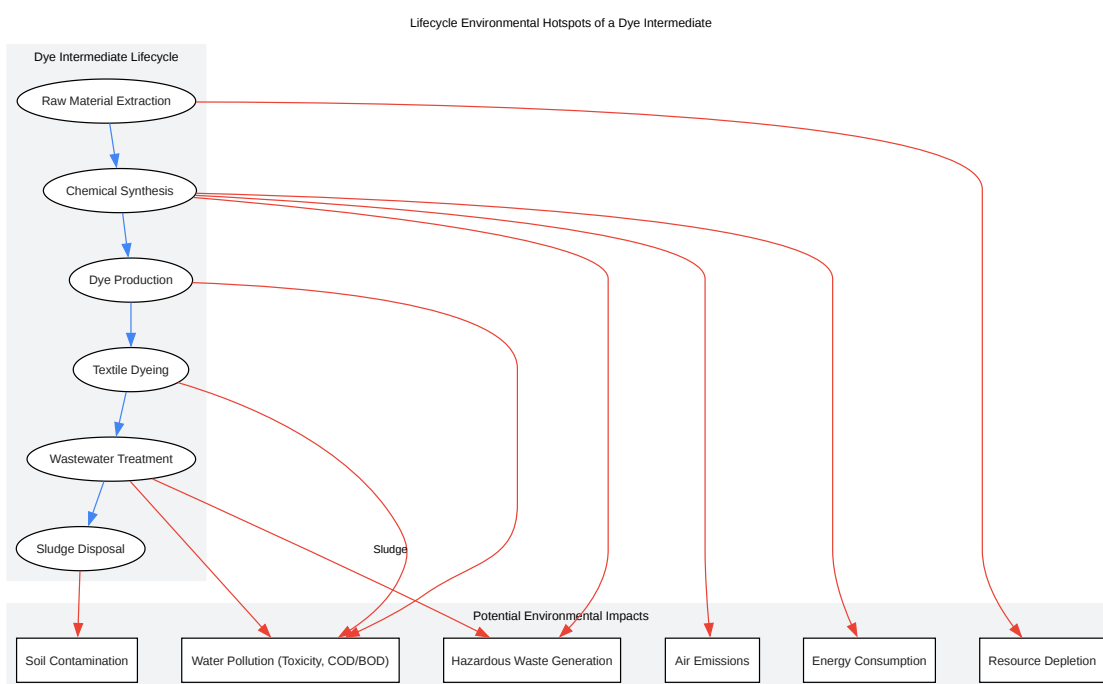 Lifecycle Environmental Hotspots of a Dye Intermediate
Dye Intermediate Lifecycle
Raw Material Extraction
Chemical Synthesis
Dye Production
Textile Dyeing
Wastewater Treatment
Sludge Disposal
Sludge
Potential Environmental Impacts
Soil Contamination
Water Pollution (Toxicity, COD/BOD)
Hazardous Waste Generation
Air Emissions
Energy Consumption
Resource Depletion